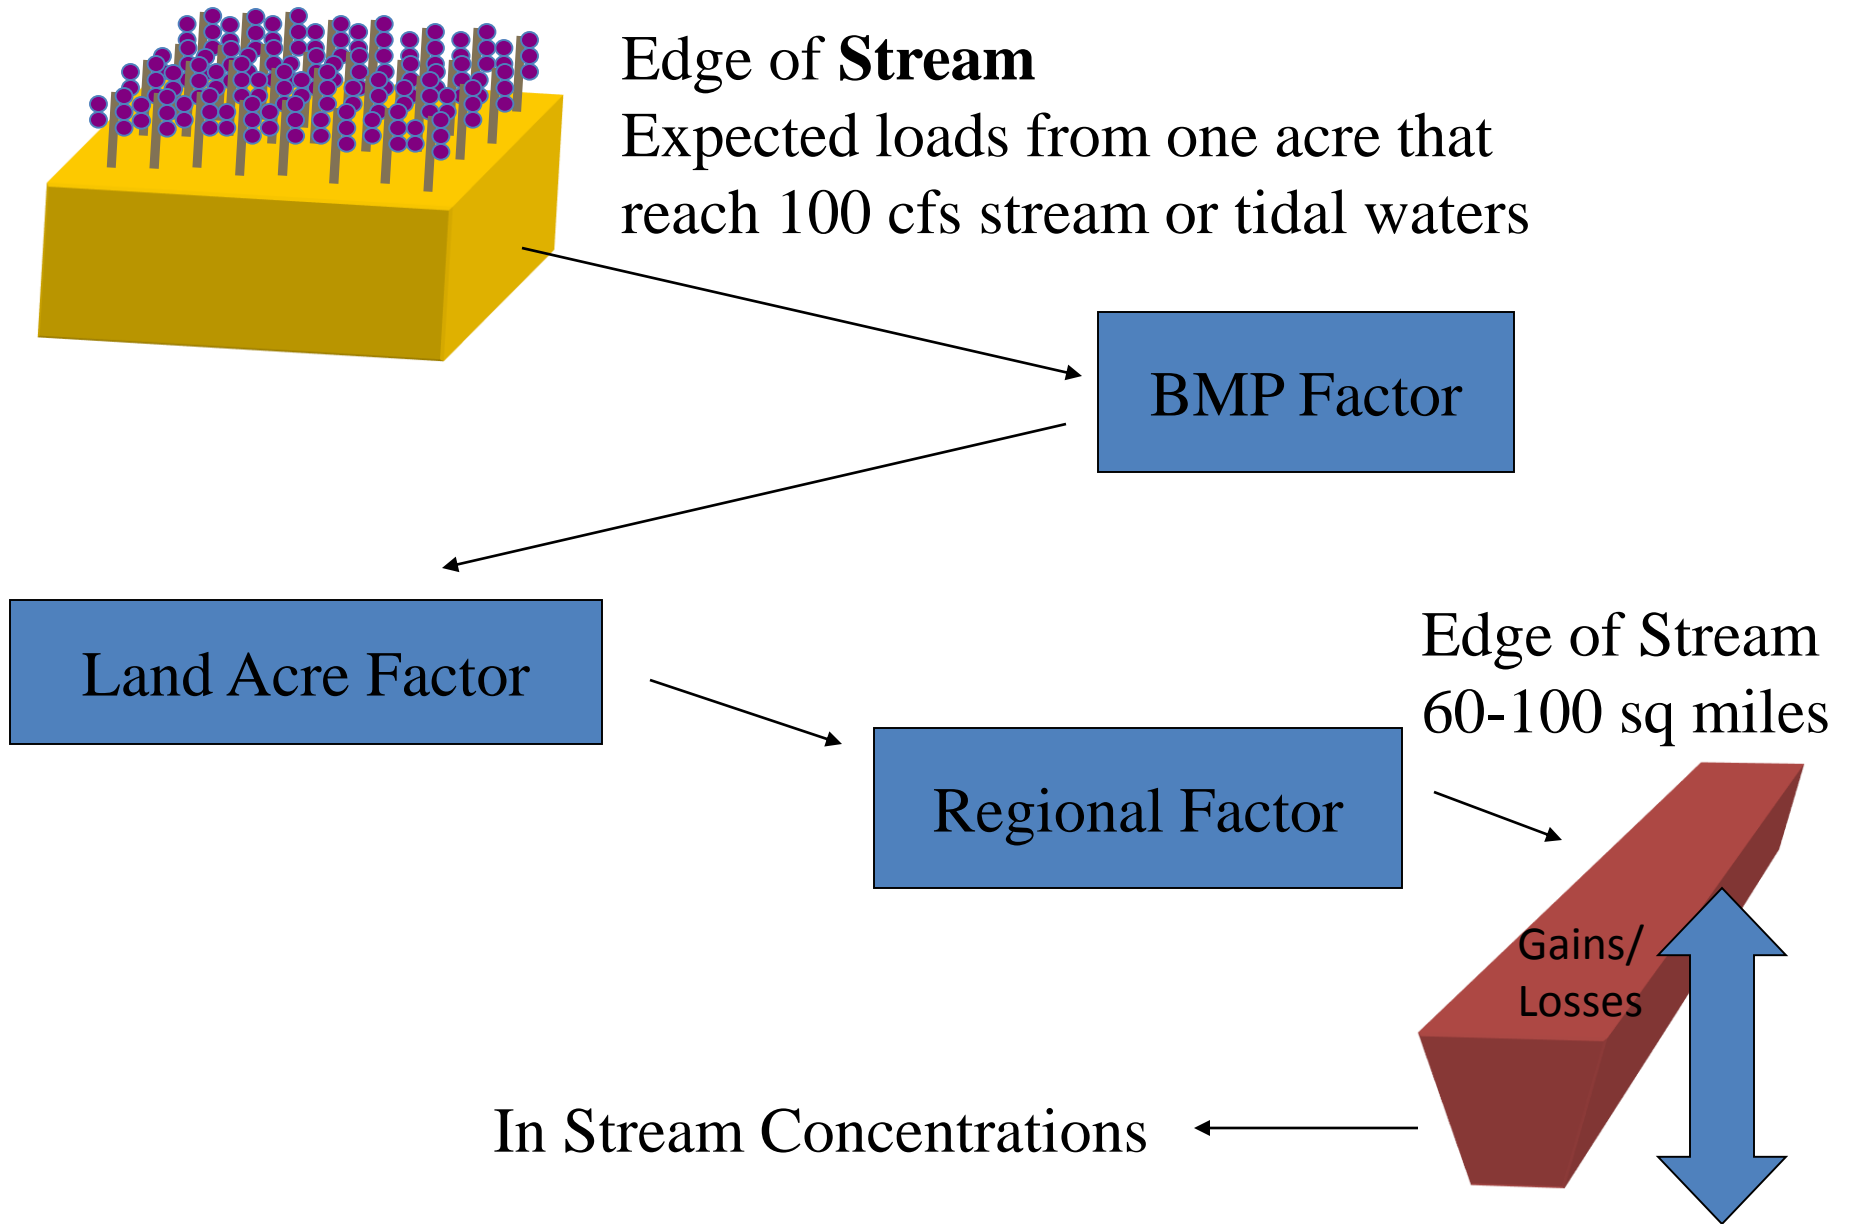 Edge of Stream
Expected loads from one acre that
reach 100 cfs stream or tidal waters
BMP Factor
Land Acre Factor
Edge of Stream
60-100 sq miles
Regional Factor
Gains/
Losses
In Stream Concentrations